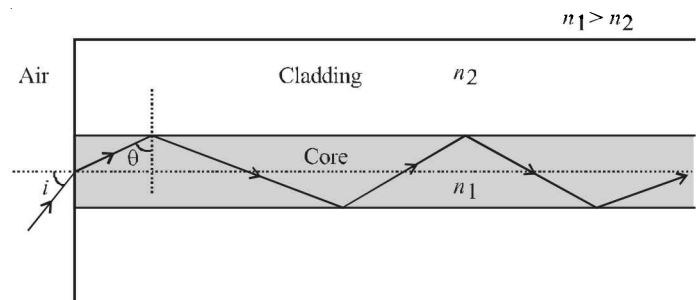 n1 > n2
Air
Cladding
n2
θ
Core
i
n1